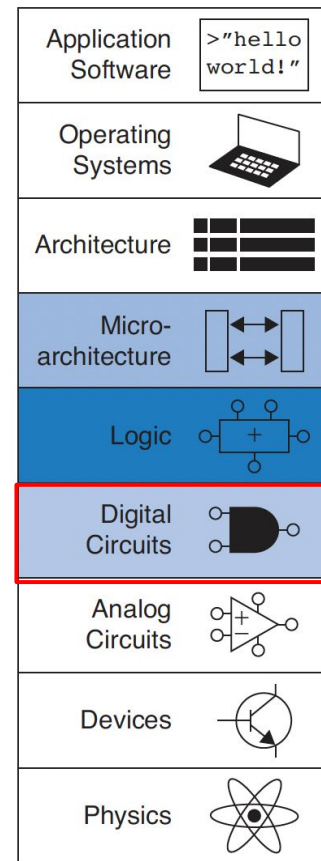 Application
Software
>"hello
world!"
Operating
Systems
Architecture
Micro-
architecture
Logic
+
Digital
Circuits
Analog
Circuits
+
−
Devices
Physics